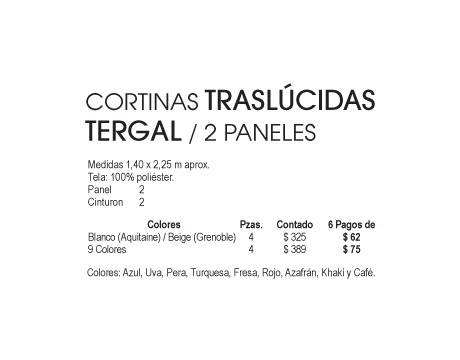 CORTINAS TRASLÚCIDAS
TERGAL / 2 PANELES
Medidas 1,40 x 2,25 m aprox.
Tela: 100% poliéster.
Panel 2
Cinturon 2
Colores Pzas. Contado 6 Pagos de
Blanco (Aquitaine) / Beige (Grenoble) 4 $ 325 $ 62
9 Colores 4 $ 389 $ 75
Colores: Azul, Uva, Pera, Turquesa, Fresa, Rojo, Azafrán, Khaki y Café.